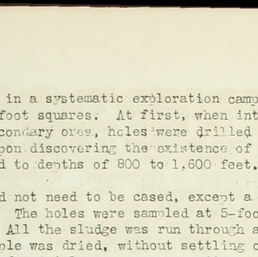 in a systematic exploration camp
foot squares. At first, when int
condary ores, holes were drilled
pon discovering the existence of
d to depths of 800 to 1,600 feet.
d not need to be cased, except a
The holes were sampled at 5-foo
All the sludge was run through a
ple was dried, without settling o